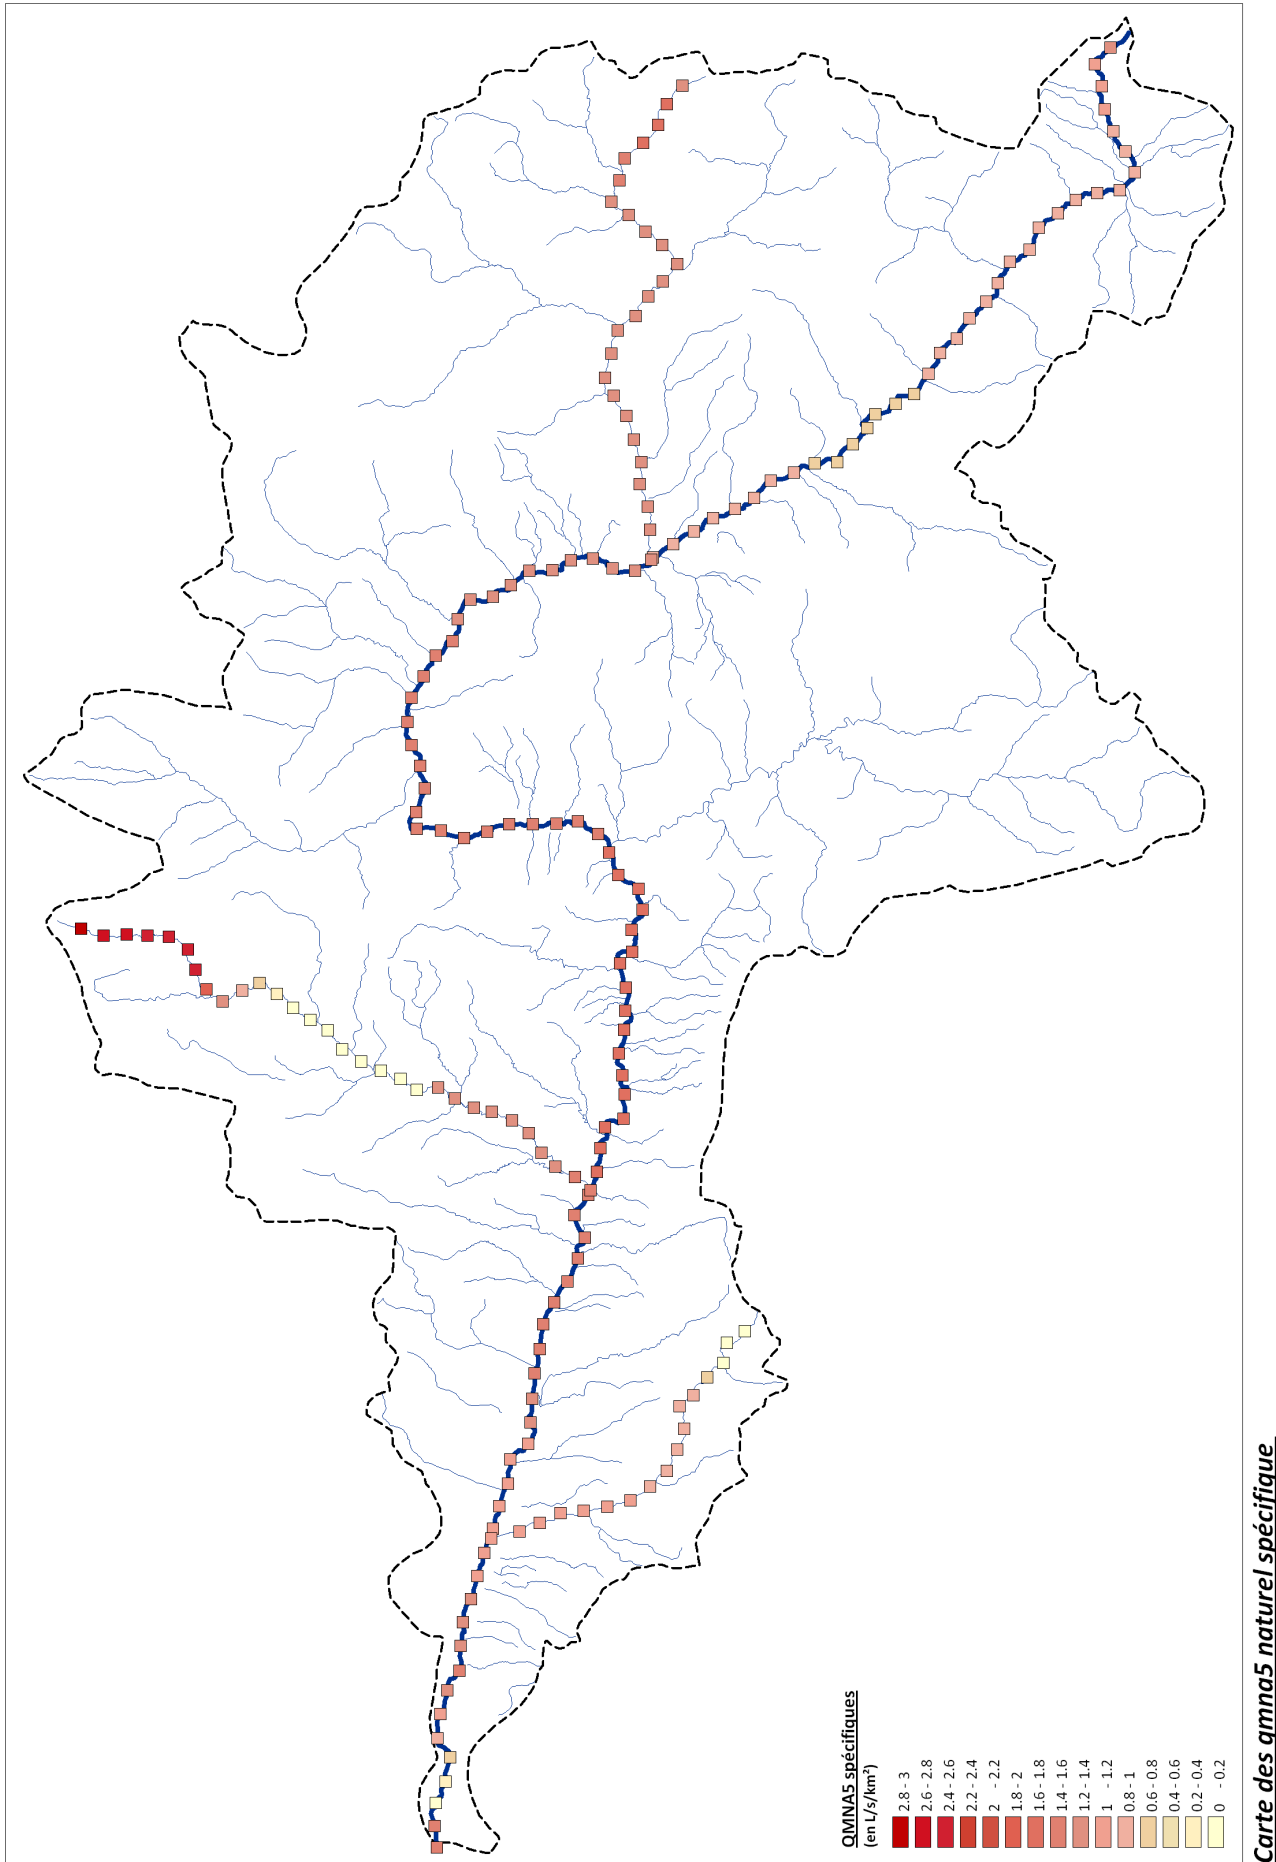 QMNA5 spécifiques
(en L/s/km²)
2.8 - 3
2.6 - 2.8
2.4 - 2.6
2.2 - 2.4
2 - 2.2
1.8 - 2
1.6 - 1.8
1.4 - 1.6
1.2 - 1.4
1 - 1.2
0.8 - 1
0.6 - 0.8
0.4 - 0.6
0.2 - 0.4
0 - 0.2
Carte des qmna5 naturel spécifique